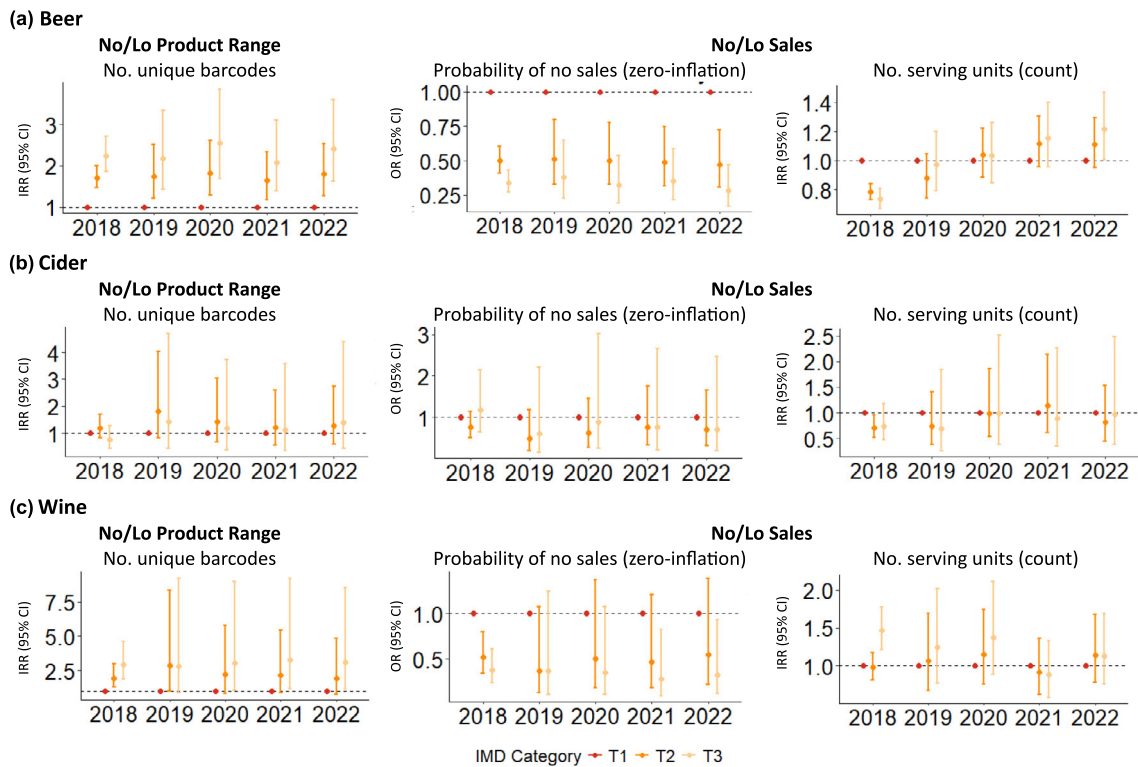 (a) Beer
No/Lo Product Range
No/Lo Sales
No. unique barcodes
Probability of no sales (zero-inflation)
No. serving units (count)
IRR (95% CI)
3
2
1
2018 2019 2020 2021 2022
OR (95% CI)
1.00
0.75
0.50
0.25
2018 2019 2020 2021 2022
IRR (95% CI)
1.4
1.2
1.0
0.8
2018 2019 2020 2021 2022
(b) Cider
No/Lo Product Range
No/Lo Sales
No. unique barcodes
Probability of no sales (zero-inflation)
No. serving units (count)
IRR (95% CI)
4
3
2
1
2018 2019 2020 2021 2022
OR (95% CI)
3
2
1
2018 2019 2020 2021 2022
IRR (95% CI)
2.5
2.0
1.5
1.0
0.5
2018 2019 2020 2021 2022
(c) Wine
No/Lo Product Range
No/Lo Sales
No. unique barcodes
Probability of no sales (zero-inflation)
No. serving units (count)
IRR (95% CI)
7.5
5.0
2.5
2018 2019 2020 2021 2022
OR (95% CI)
1.0
0.5
2018 2019 2020 2021 2022
IRR (95% CI)
2.0
1.5
1.0
2018 2019 2020 2021 2022
IMD Category T1 T2 T3